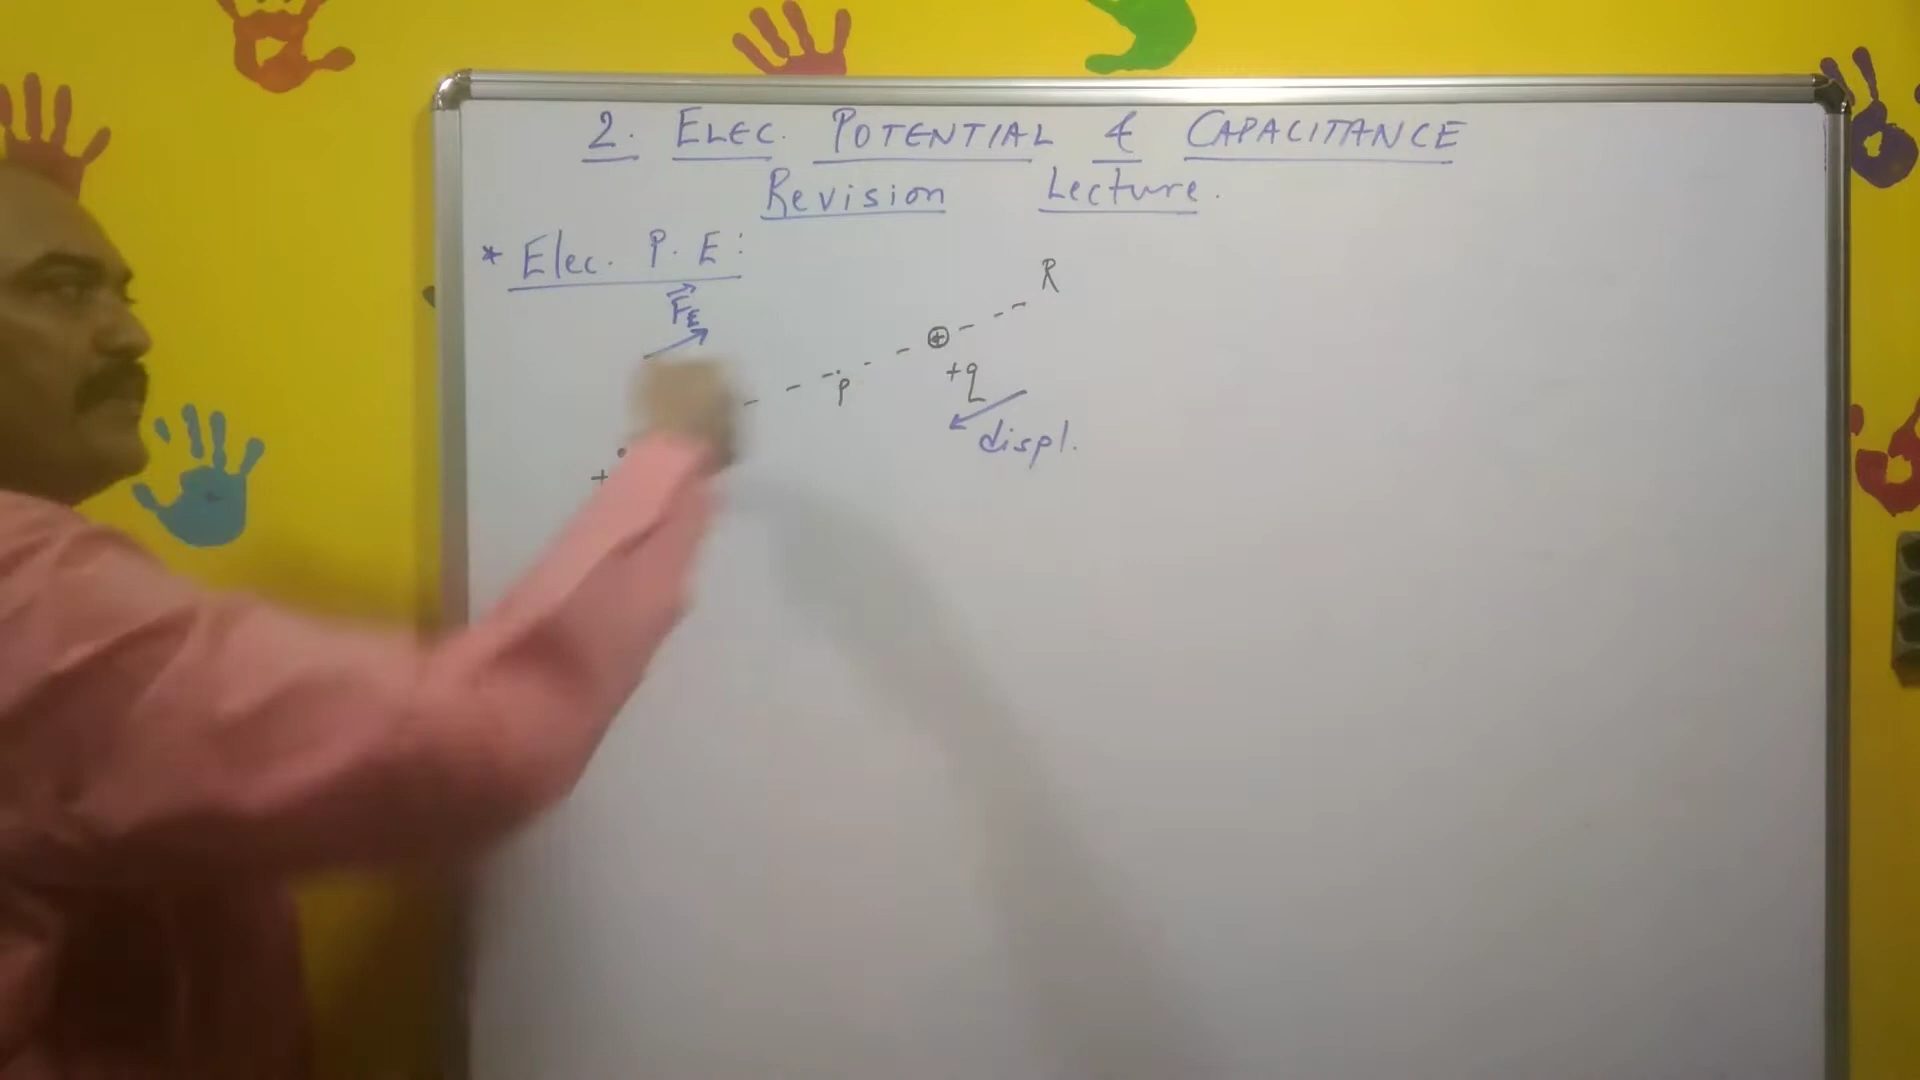 2. ELEC. POTENTIAL & CAPACITANCE
Revision Lecture.
* Elec. P.E:
R
F_E
+q
P
displ.
+